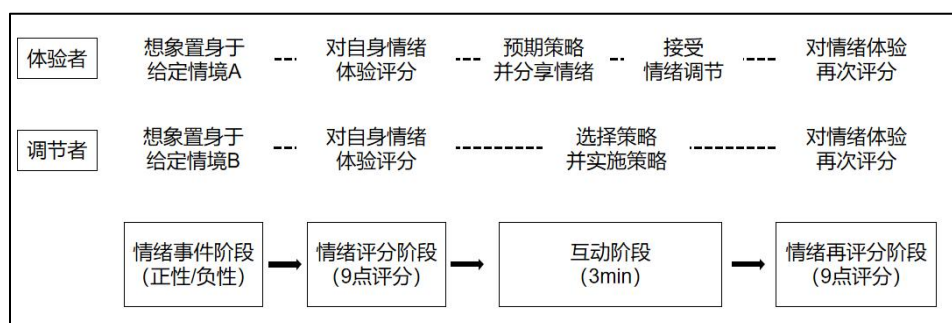 体验者
想象置身于
给定情境A
对自身情绪
体验评分
预期策略
并分享情绪
接受
情绪调节
对情绪体验
再次评分
调节者
想象置身于
给定情境B
对自身情绪
体验评分
选择策略
并实施策略
对情绪体验
再次评分
情绪事件阶段
(正性/负性)
情绪评分阶段
(9点评分)
互动阶段
(3min)
情绪再评分阶段
(9点评分)